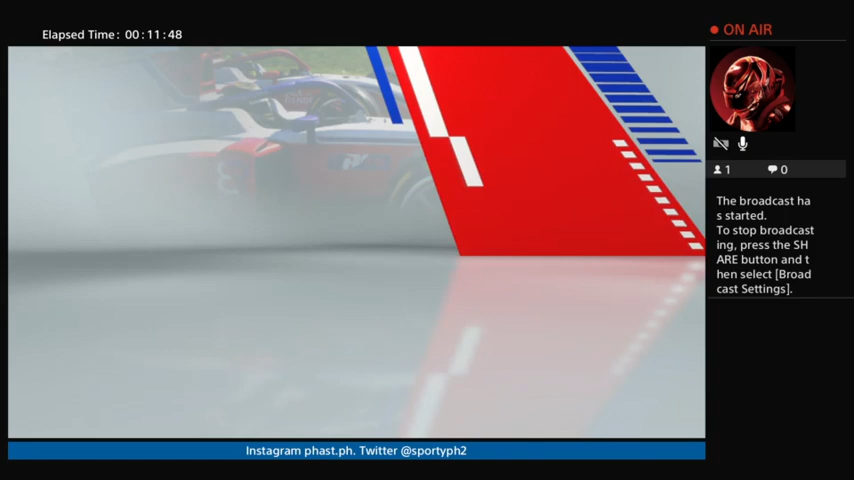 Elapsed Time: 00:11:48
ON AIR
1
0
The broadcast ha
s started.
To stop broadcast
ing, press the SH
ARE button and t
hen select [Broad
cast Settings].
Instagram phast.ph. Twitter @sportyph2